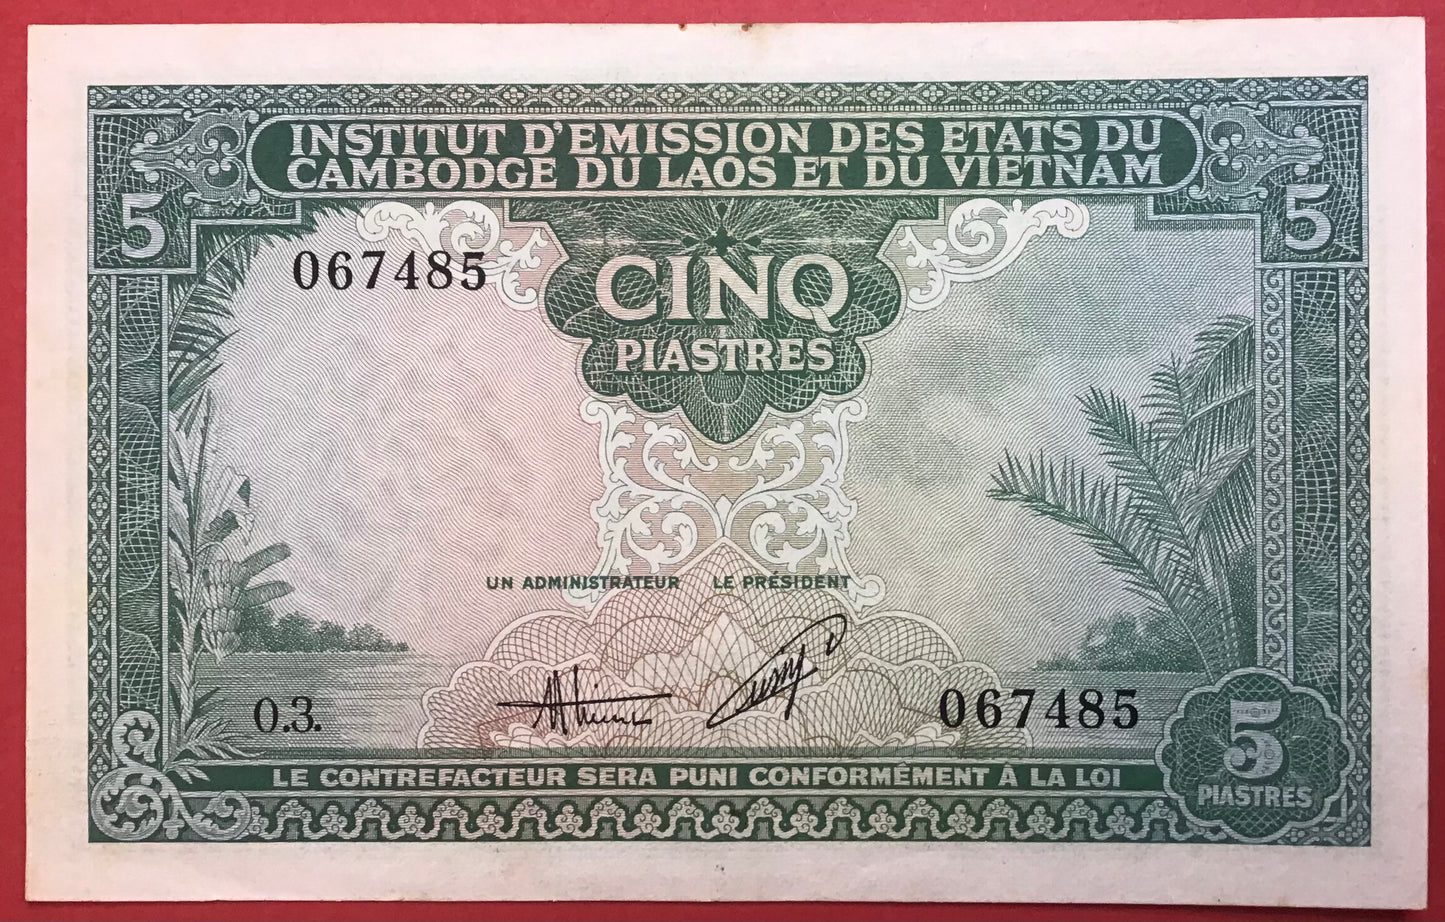 INSTITUT D'EMISSION DES ETATS DU
CAMBODGE DU LAOS ET DU VIETNAM
5
5
067485
CINQ
PIASTRES
UN ADMINISTRATEUR LE PRÉSIDENT
O.3.
067485
5
PIASTRES
LE CONTREFACTEUR SERA PUNI CONFORMÉMENT À LA LOI